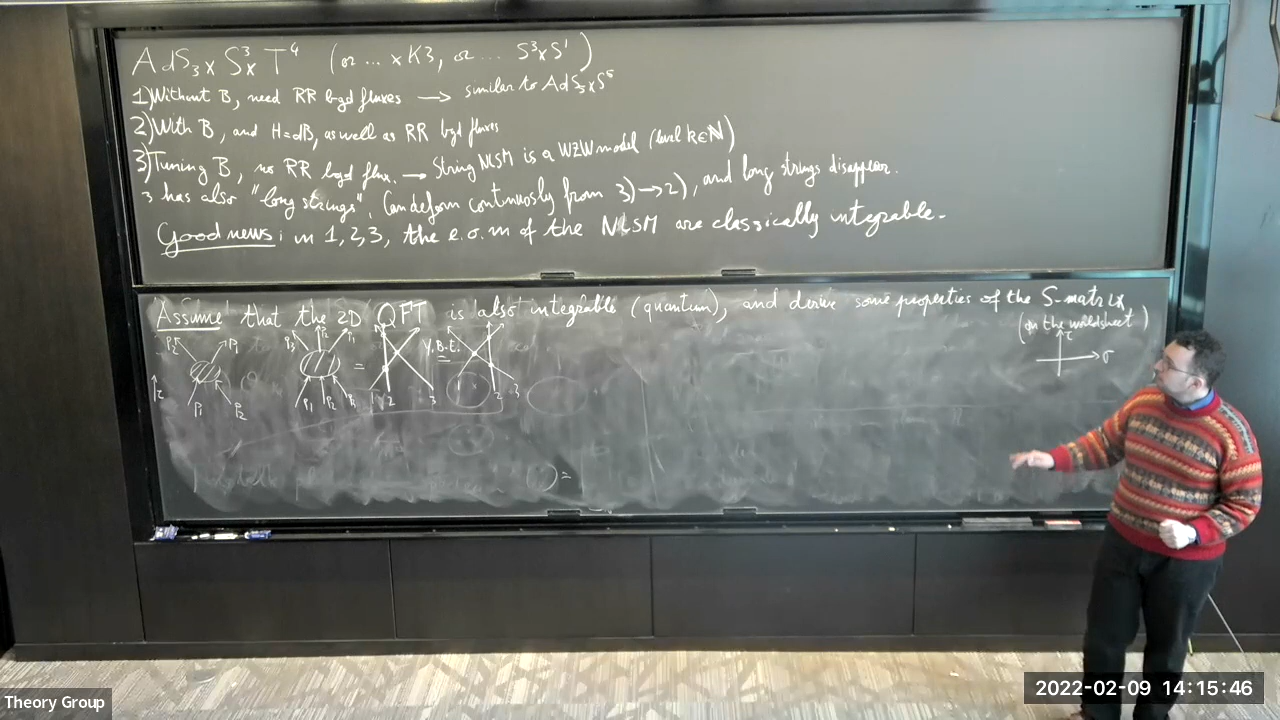 AdS₃ x S³ x T⁴ (or ... x K3, or ... S³x S¹)
1) Without B, need RR bgd fluxes → similar to AdS₅xS⁵
2) With B, and H=dB, as well as RR bgd fluxes
3) Tuning B, no RR bgd flux. → String NLSM is a WZW model (level k∈N)
3 has also "long strings". Can deform continuosly from 3)→2), and long strings disappear.
Good news: in 1,2,3, the e.o.m of the NLSM are classically integrable.
Assume that the 2D QFT is also integrable (quantum), and derive some properties of the S-matrix
(on the worldsheet)
τ
σ
P₂ P₁ P₃ P₂ P₁ = Y.B.E. =
τ
P₁ P₂ P₁ P₂ P₃ 1 2 3 1 2 3
Theory Group
2022-02-09 14:15:46